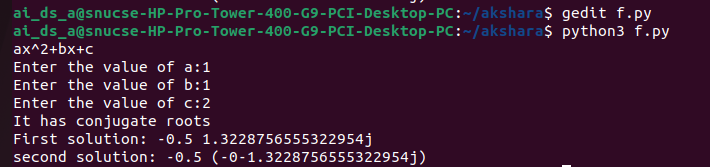 ai_ds_a@snucse-HP-Pro-Tower-400-G9-PCI-Desktop-PC:~/akshara$ gedit f.py
ai_ds_a@snucse-HP-Pro-Tower-400-G9-PCI-Desktop-PC:~/akshara$ python3 f.py
ax^2+bx+c
Enter the value of a:1
Enter the value of b:1
Enter the value of c:2
It has conjugate roots
First solution: -0.5 1.3228756555322954j
second solution: -0.5 (-0-1.3228756555322954j)